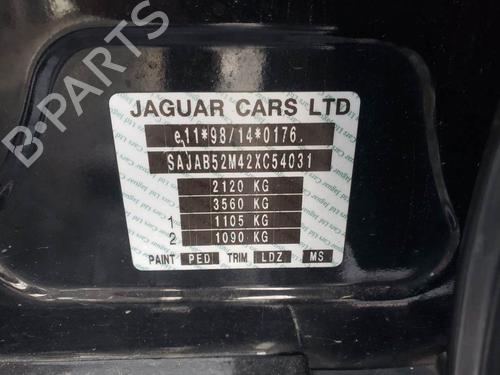 JAGUAR CARS LTD
e11*98/14*0176.
SAJAB52M42XC54031
2120 KG
3560 KG
1 1105 KG
2 1090 KG
PAINT PED TRIM LDZ MS
B-PARTS